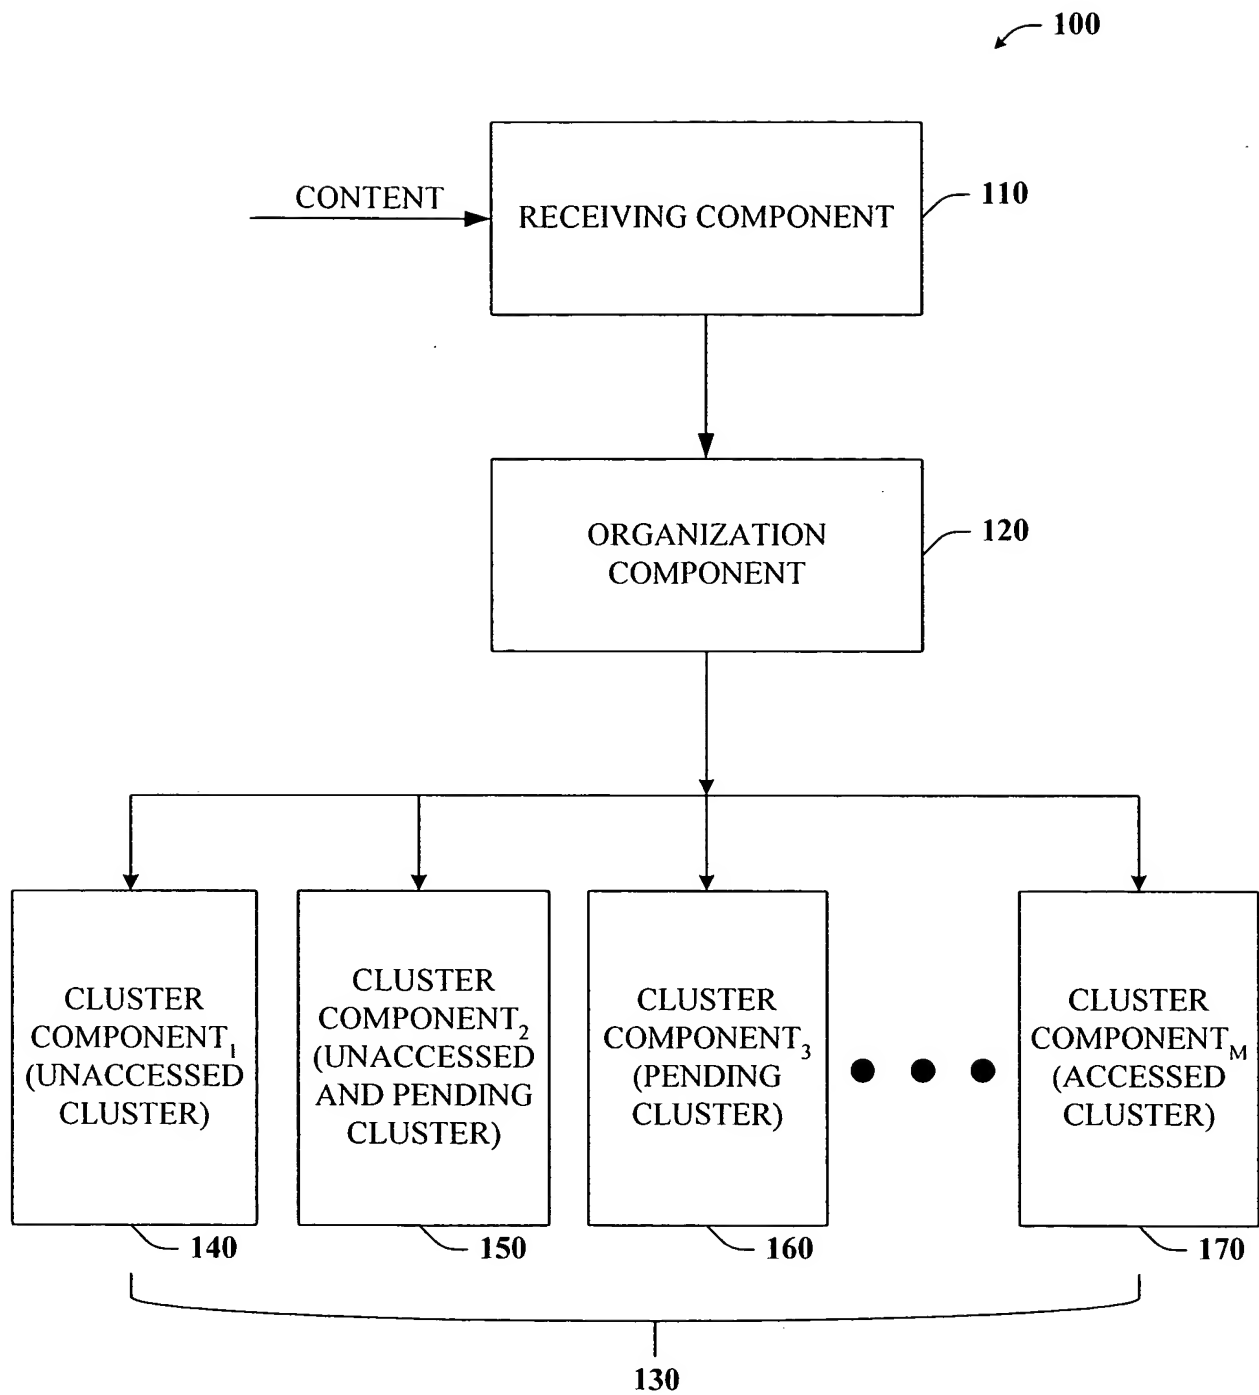 100
CONTENT
RECEIVING COMPONENT
110
ORGANIZATION
COMPONENT
120
CLUSTER
COMPONENT1
(UNACCESSED
CLUSTER)
CLUSTER
COMPONENT2
(UNACCESSED
AND PENDING
CLUSTER)
CLUSTER
COMPONENT3
(PENDING
CLUSTER)
CLUSTER
COMPONENTM
(ACCESSED
CLUSTER)
140
150
160
170
130